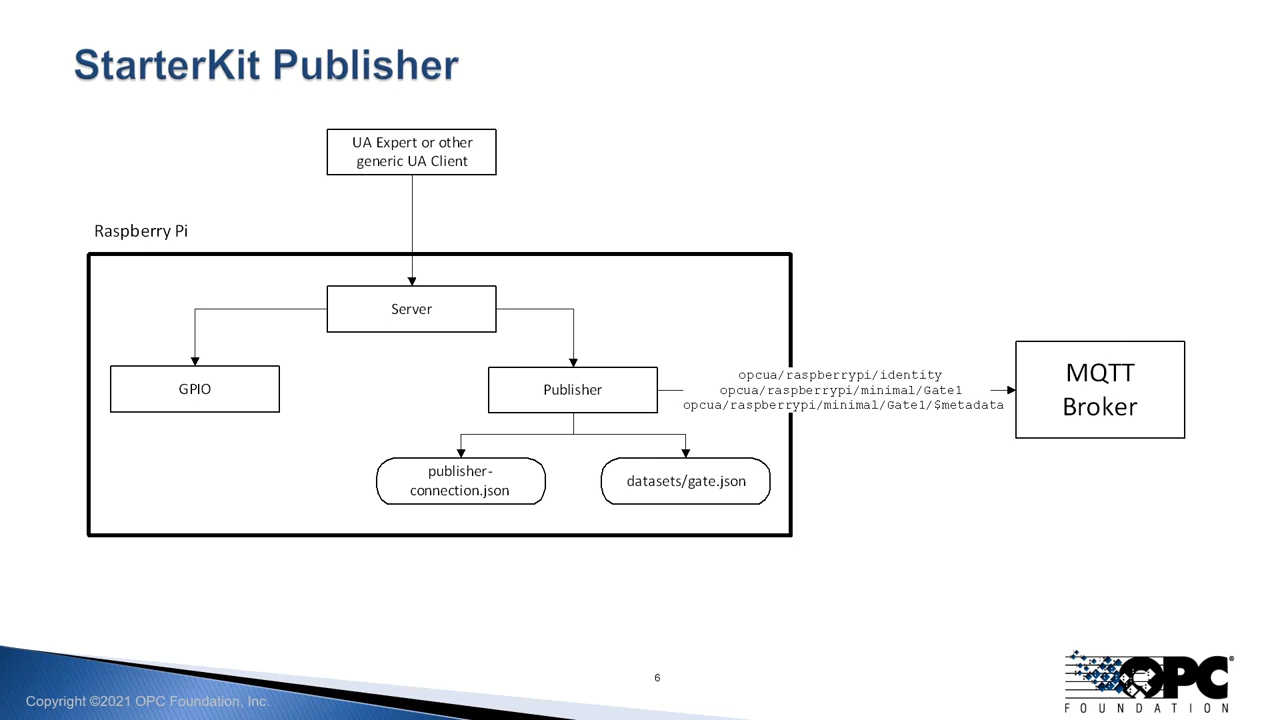 StarterKit Publisher
UA Expert or other
generic UA Client
Raspberry Pi
Server
GPIO
Publisher
opcua/raspberrypi/identity
opcua/raspberrypi/minimal/Gate1
opcua/raspberrypi/minimal/Gate1/$metadata
MQTT
Broker
publisher-
connection.json
datasets/gate.json
6
Copyright ©2021 OPC Foundation, Inc.
OPC®
FOUNDATION